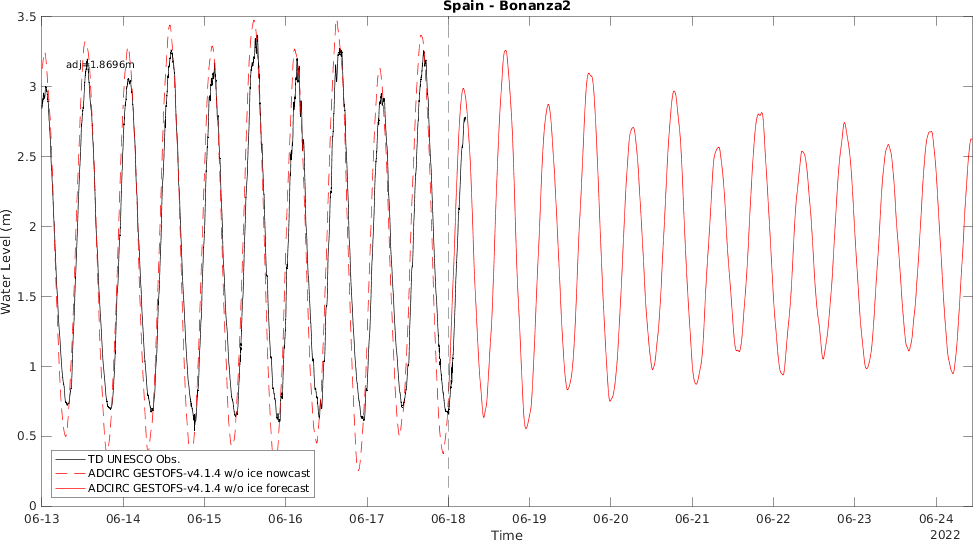 Spain - Bonanza2
3.5
adj=1.8696m
3
2.5
2
Water Level (m)
1.5
1
0.5
TD UNESCO Obs.
ADCIRC GESTOFS-v4.1.4 w/o ice nowcast
ADCIRC GESTOFS-v4.1.4 w/o ice forecast
0
06-13 06-14 06-15 06-16 06-17 06-18 06-19 06-20 06-21 06-22 06-23 06-24
Time
2022